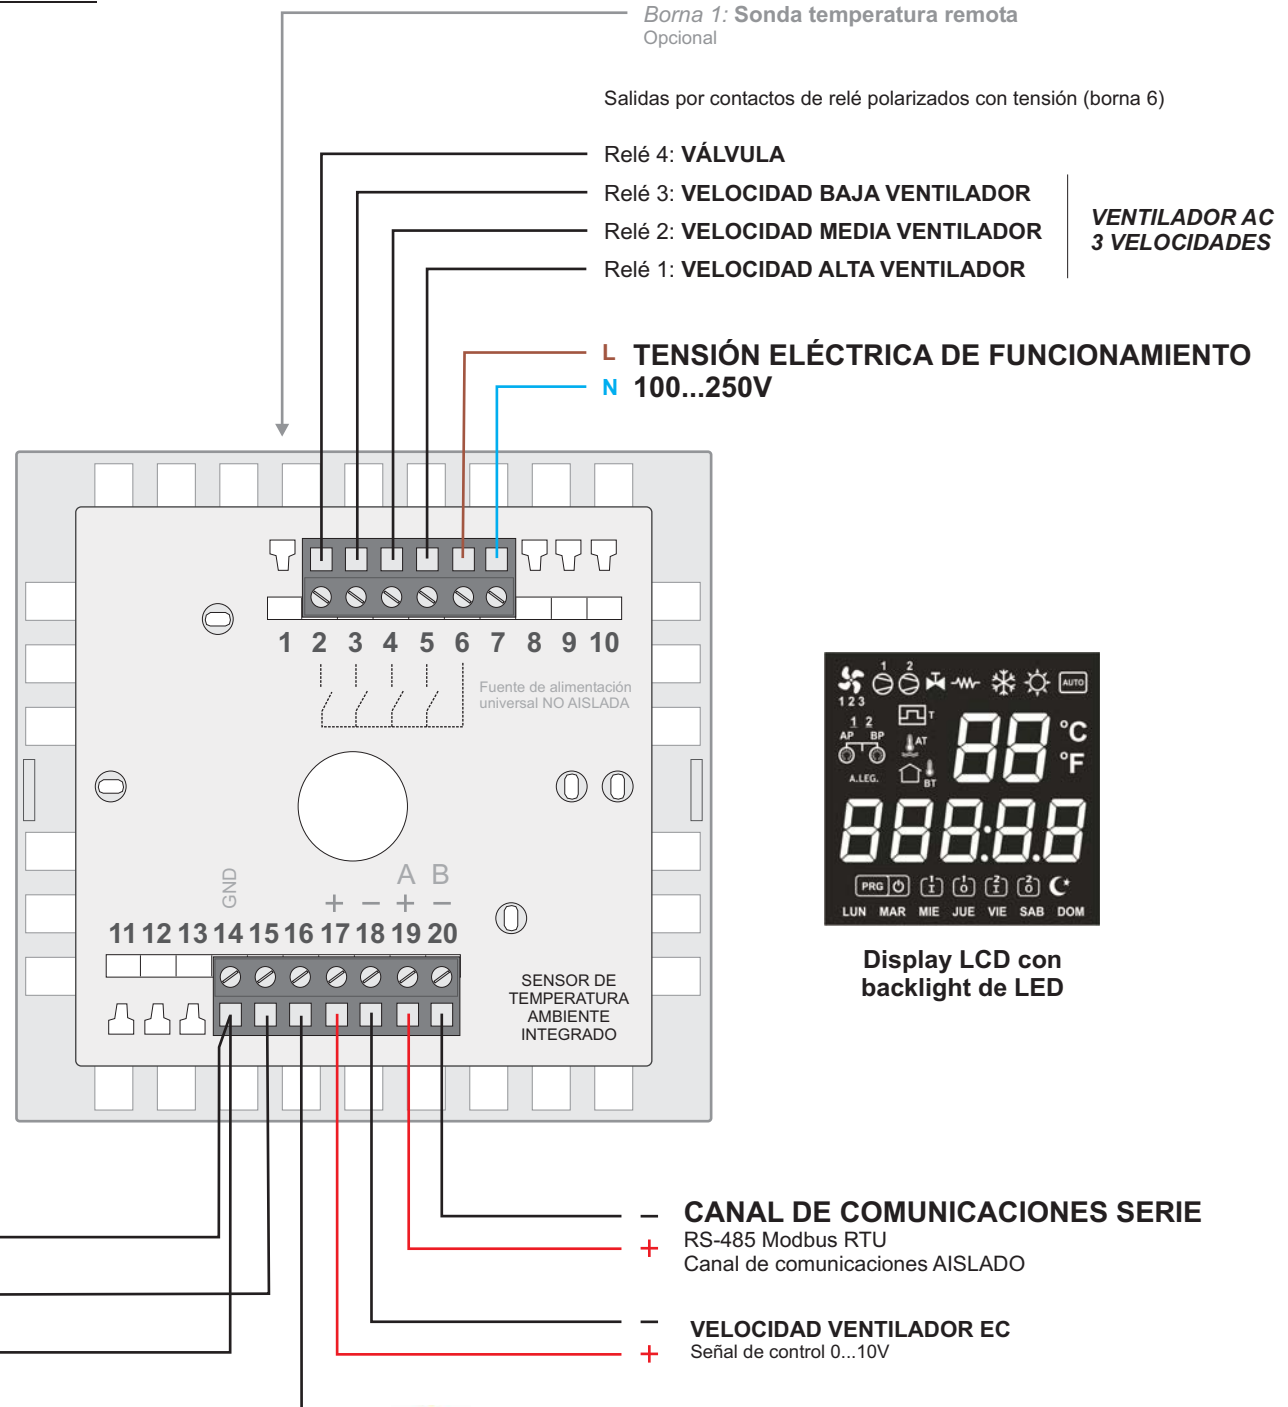 Borna 1: Sonda temperatura remota
Opcional
Salidas por contactos de relé polarizados con tensión (borna 6)
Relé 4: VÁLVULA
Relé 3: VELOCIDAD BAJA VENTILADOR
Relé 2: VELOCIDAD MEDIA VENTILADOR
Relé 1: VELOCIDAD ALTA VENTILADOR
VENTILADOR AC
3 VELOCIDADES
L TENSIÓN ELÉCTRICA DE FUNCIONAMIENTO
N 100...250V
1 2 3 4 5 6 7 8 9 10
Fuente de alimentación
universal NO AISLADA
1 2
AUTO
1 2 3
1 2
T
AP BP
AT
°C
°F
A.LEG.
BT
88
888:8.8
PRG 1 I 1 O 2 I 2 O
LUN MAR MIE JUE VIE SAB DOM
Display LCD con
backlight de LED
GND
A B
+ − + −
11 12 13 14 15 16 17 18 19 20
SENSOR DE
TEMPERATURA
AMBIENTE
INTEGRADO
− CANAL DE COMUNICACIONES SERIE
+ RS-485 Modbus RTU
Canal de comunicaciones AISLADO
− VELOCIDAD VENTILADOR EC
+ Señal de control 0...10V